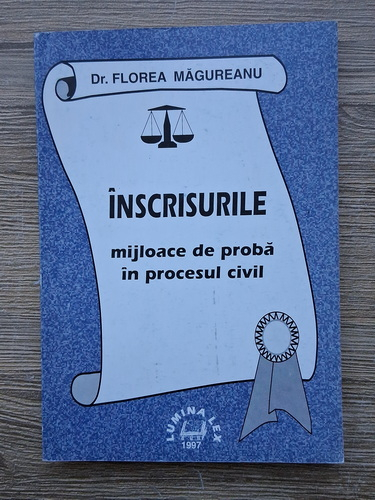 Dr. FLOREA MĂGUREANU
ÎNSCRISURILE
mijloace de probă
în procesul civil
LUMINA LEX
1997